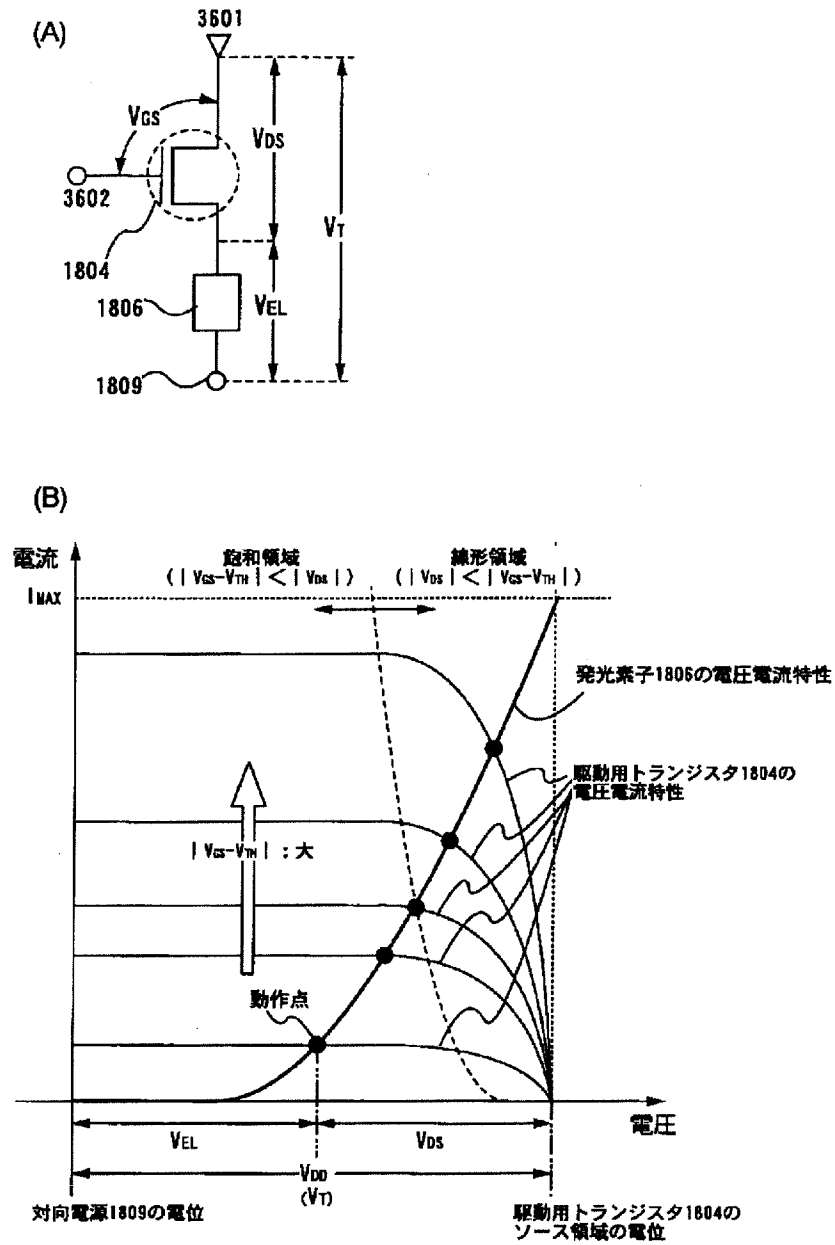 (A)
3601
VGS
VDS
3602
VT
1804
1806
VEL
1809
(B)
電流
飽和領域
(|VGS-VTH|<|VDS|)
線形領域
(|VDS|<|VGS-VTH|)
IMAX
発光素子1806の電圧電流特性
駆動用トランジスタ1804の
電圧電流特性
|VGS-VTH|:大
動作点
電圧
VEL
VDS
VDD
(VT)
対向電源1809の電位
駆動用トランジスタ1804の
ソース領域の電位